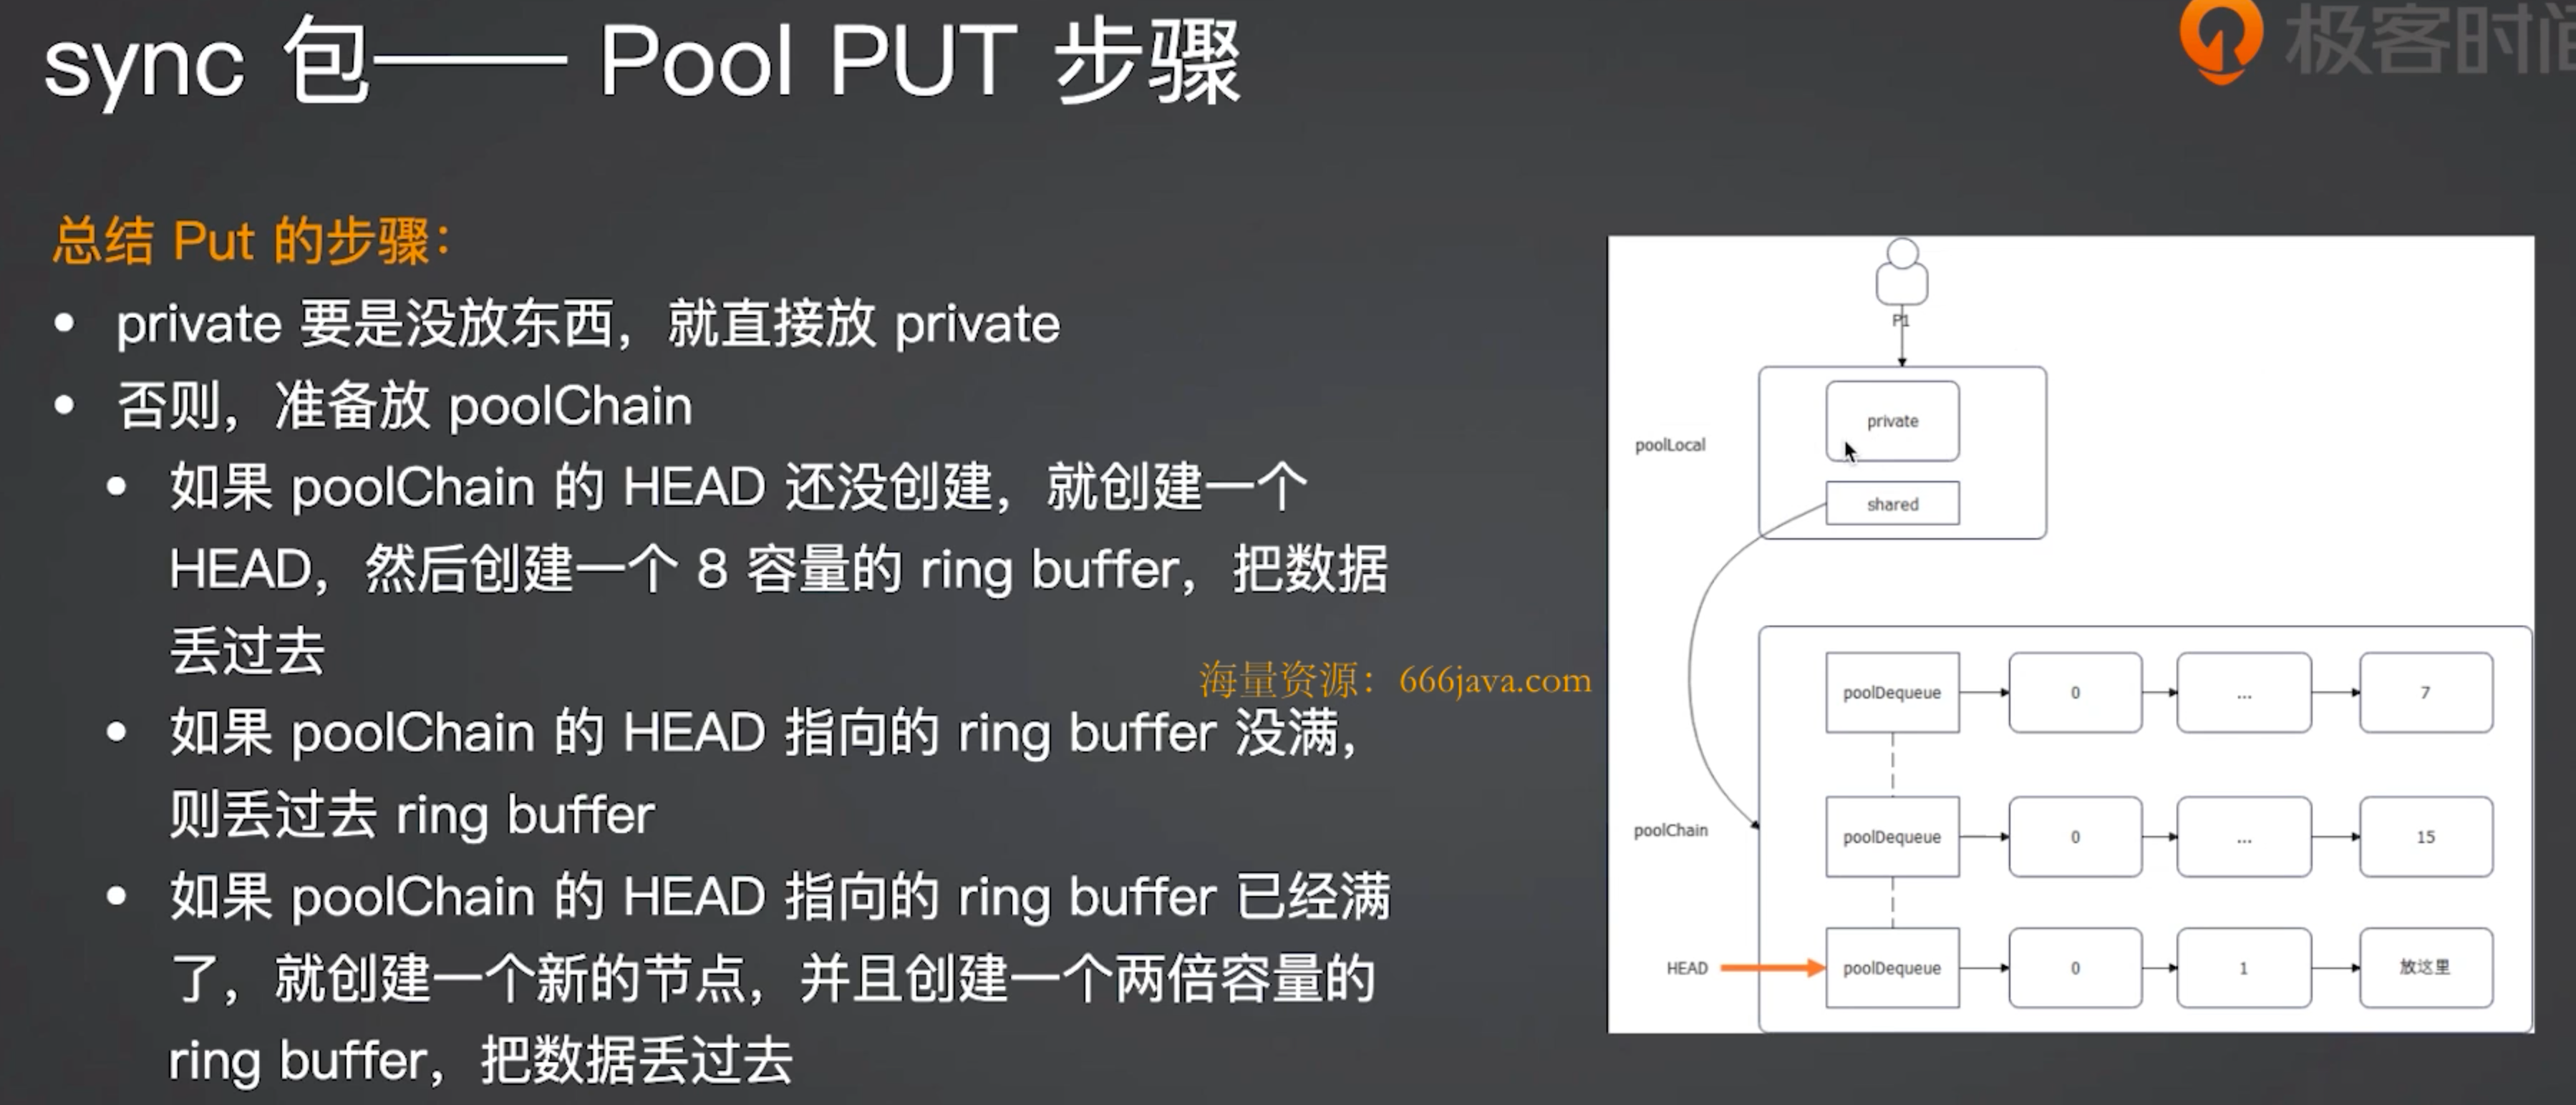 sync 包—— Pool PUT 步骤
极客时间
总结 Put 的步骤：
• private 要是没放东西，就直接放 private
• 否则，准备放 poolChain
• 如果 poolChain 的 HEAD 还没创建，就创建一个
HEAD，然后创建一个 8 容量的 ring buffer，把数据
丢过去
• 如果 poolChain 的 HEAD 指向的 ring buffer 没满，
则丢过去 ring buffer
• 如果 poolChain 的 HEAD 指向的 ring buffer 已经满
了，就创建一个新的节点，并且创建一个两倍容量的
ring buffer，把数据丢过去
海量资源：666java.com
P1
poolLocal
private
shared
poolChain
poolDequeue 0 ... 7
poolDequeue 0 ... 15
HEAD poolDequeue 0 1 放这里